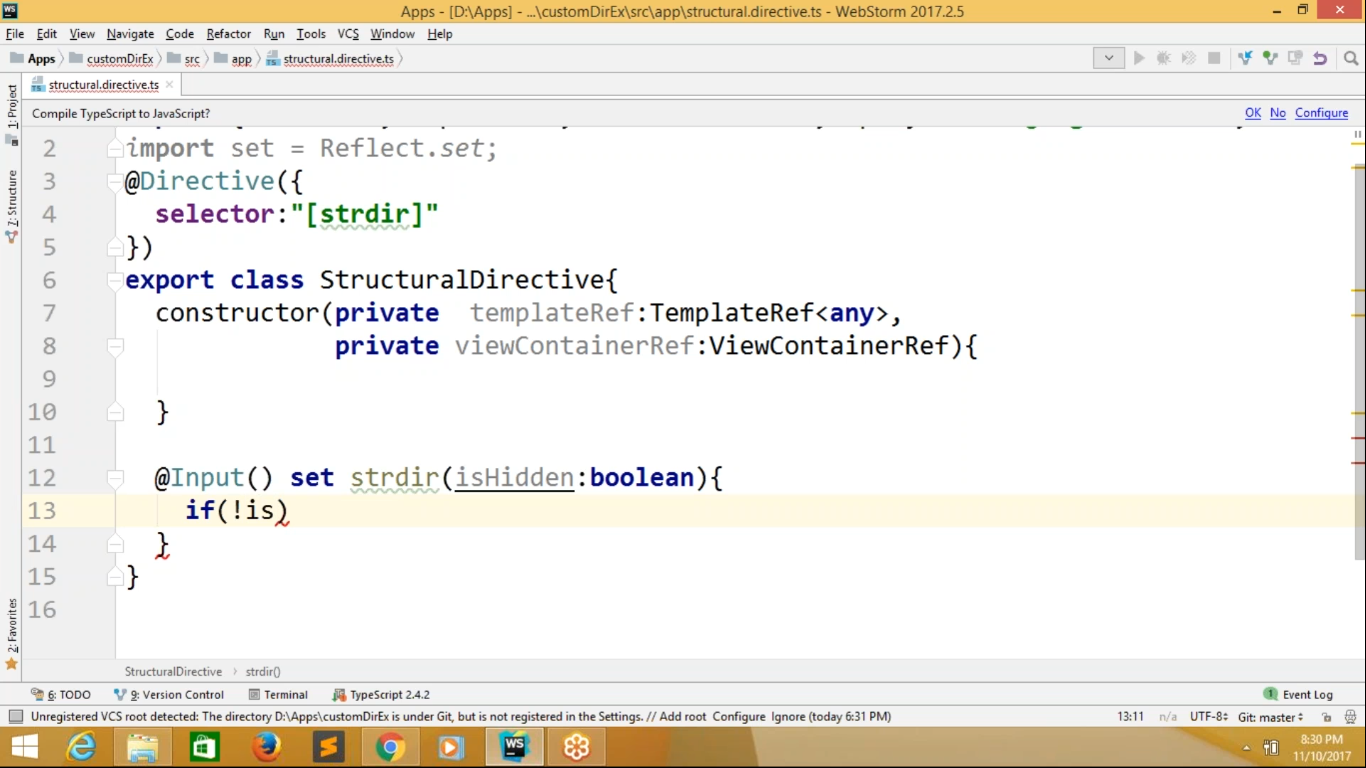 WS
Apps - [D:\Apps] - ...\customDirEx\src\app\structural.directive.ts - WebStorm 2017.2.5
File Edit View Navigate Code Refactor Run Tools VCS Window Help
Apps customDirEx src app structural.directive.ts
structural.directive.ts
Compile TypeScript to JavaScript? OK No Configure
1: Project
7: Structure
2: Favorites
2 import set = Reflect.set;
3 @Directive({
4 selector:"[strdir]"
5 })
6 export class StructuralDirective{
7 constructor(private templateRef:TemplateRef<any>,
8 private viewContainerRef:ViewContainerRef){
9
10 }
11
12 @Input() set strdir(isHidden:boolean){
13 if(!is)
14 }
15 }
16
StructuralDirective strdir()
6: TODO 9: Version Control Terminal TypeScript 2.4.2 1 Event Log
Unregistered VCS root detected: The directory D:\Apps\customDirEx is under Git, but is not registered in the Settings. // Add root Configure Ignore (today 6:31 PM) 13:11 n/a UTF-8 Git: master
WS
8:30 PM
11/10/2017